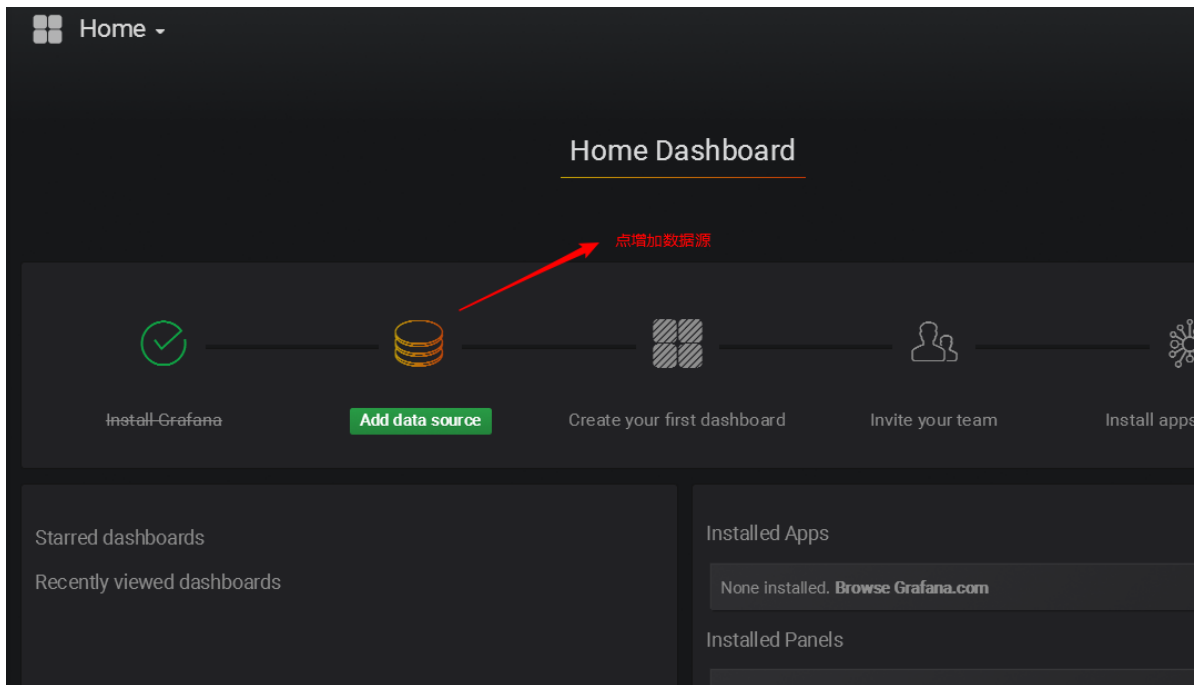 Home
Home Dashboard
点增加数据源
Install Grafana
Add data source
Create your first dashboard
Invite your team
Install apps
Starred dashboards
Recently viewed dashboards
Installed Apps
None installed. Browse Grafana.com
Installed Panels